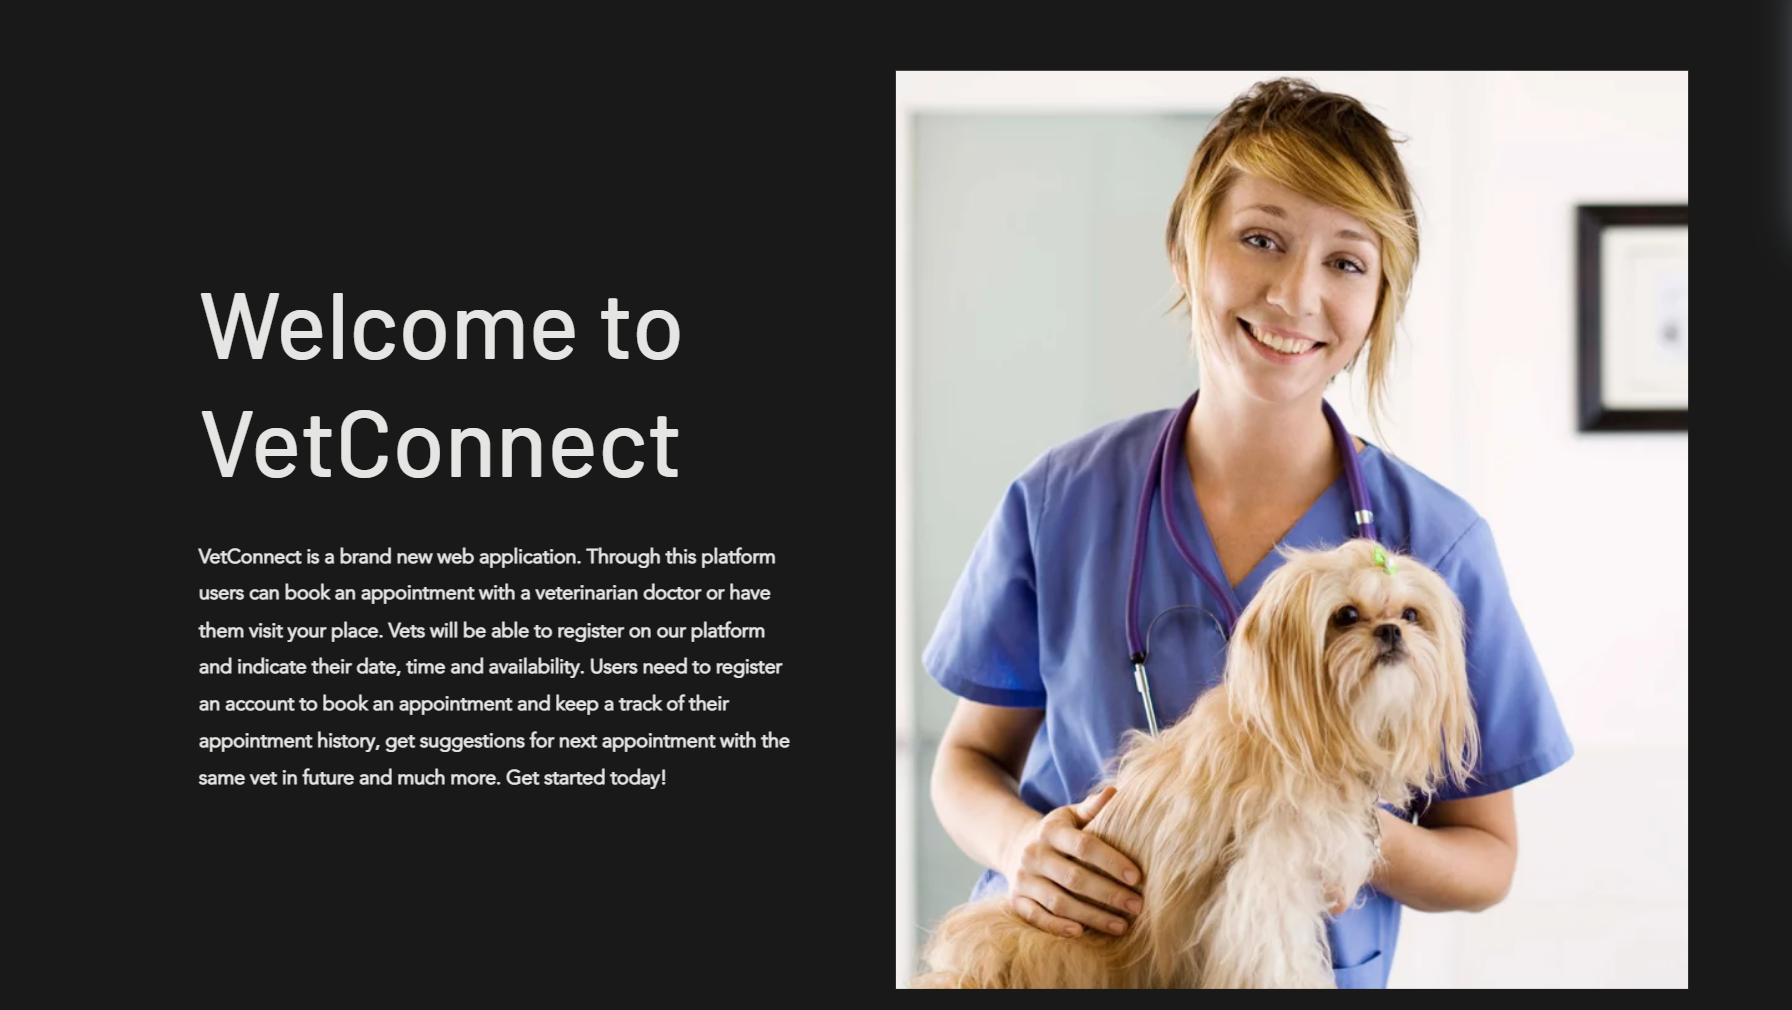 Welcome to
VetConnect
VetConnect is a brand new web application. Through this platform
users can book an appointment with a veterinarian doctor or have
them visit your place. Vets will be able to register on our platform
and indicate their date, time and availability. Users need to register
an account to book an appointment and keep a track of their
appointment history, get suggestions for next appointment with the
same vet in future and much more. Get started today!